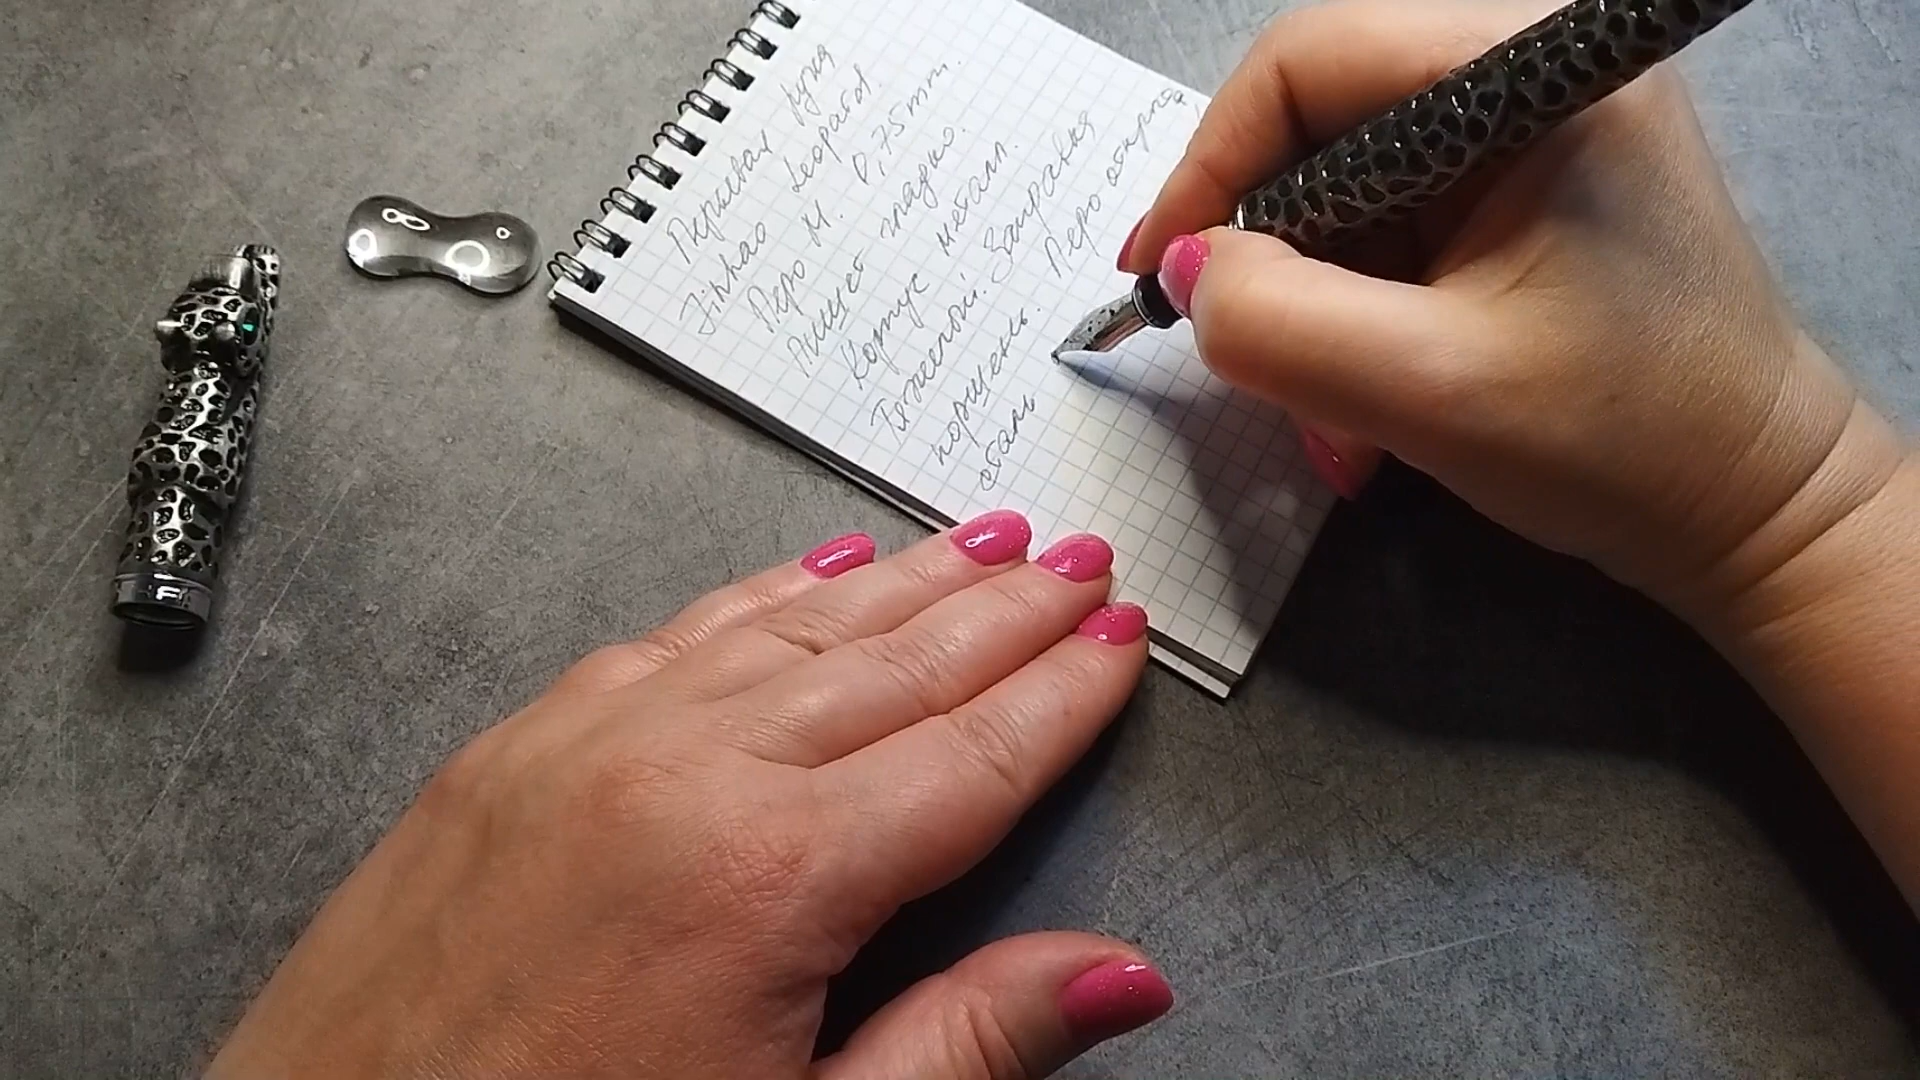 Перьевая ручка
Jinhao Leopard.
Перо М. 0,75mm.
Пишет гладко.
Корпус металл.
Тяжелый. Заправка
поршень. Перо открытое,
сталь